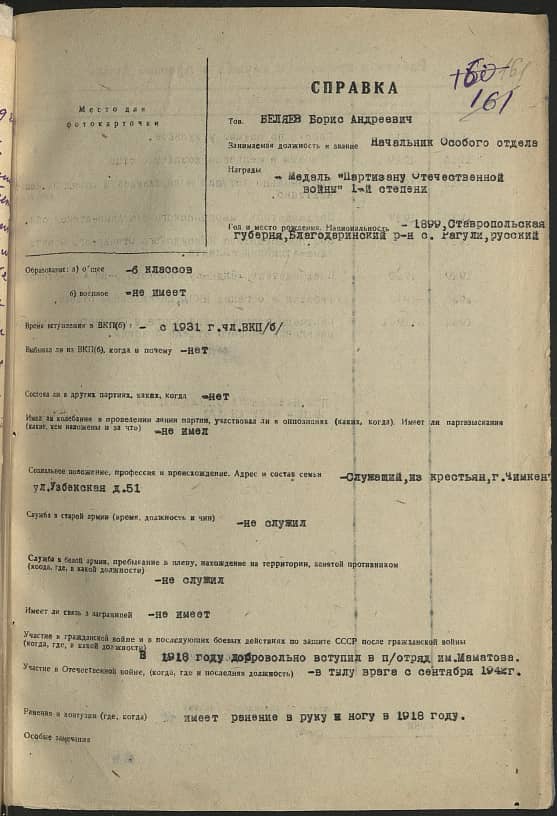 160 161
161
СПРАВКА
Место для
фотокарточки
Тов. БЕЛЯЕВ Борис Андреевич
Занимаемая должность и звание Начальник Особого отдела
Награды
- Медаль "Партизану Отечественной
войны" 1-й степени
Год и место рождения. Национальность - 1899,Ставропольская
губерния,Благодаринский р-н с. Рагули,русский
Образование: а) общее -6 классов
б) военное -не имеет
Время вступления в ВКП(б) - с 1931 г.чл.ВКП/б/
Выбывал ли из ВКП(б), когда и почему -нет
Состоял ли в других партиях, каких, когда -нет
Имел ли колебание в проведении линии партии, участвовал ли в оппозициях (каких, когда). Имеет ли партвзыскания
(какие, кем наложены и за что) -не имел
Социальное положение, профессия и происхождение. Адрес и состав семьи -Служащий,из крестьян,г.Чимкент
ул.Узбекская д.51
Служба в старой армии (время, должность и чин) -не служил
Служба в белой армии, пребывание в плену, нахождение на территории, занятой противником
(когда, где, в какой должности)
-не служил
Имеет ли связь з заграницей -не имеет
Участие в гражданской войне и в последующих боевых действиях по защите СССР после гражданской войны
(когда, где, в какой должности)
В 1918 году добровольно вступил в п/отряд им.Маматова.
Участие в Отечественной войне, (когда, где и последняя должность) -в тылу врага с сентября г.
Ранения и контузии (где, когда) имеет ранение в руку и ногу в 1918 году.
Особые замечания